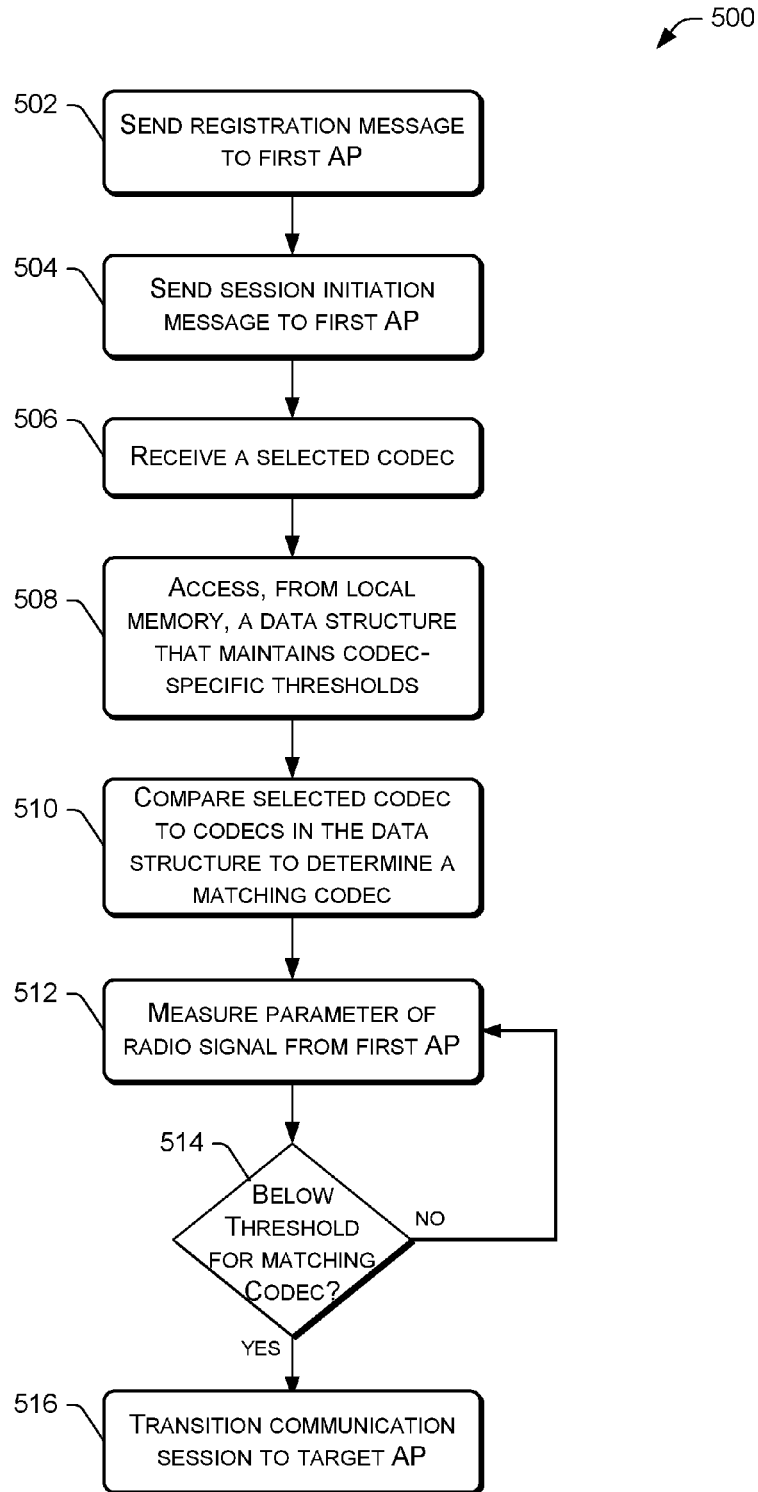 500
502
SEND REGISTRATION MESSAGE
TO FIRST AP
504
SEND SESSION INITIATION
MESSAGE TO FIRST AP
506
RECEIVE A SELECTED CODEC
508
ACCESS, FROM LOCAL
MEMORY, A DATA STRUCTURE
THAT MAINTAINS CODEC-
SPECIFIC THRESHOLDS
510
COMPARE SELECTED CODEC
TO CODECS IN THE DATA
STRUCTURE TO DETERMINE A
MATCHING CODEC
512
MEASURE PARAMETER OF
RADIO SIGNAL FROM FIRST AP
514
BELOW
THRESHOLD
FOR MATCHING
CODEC?
NO
YES
516
TRANSITION COMMUNICATION
SESSION TO TARGET AP